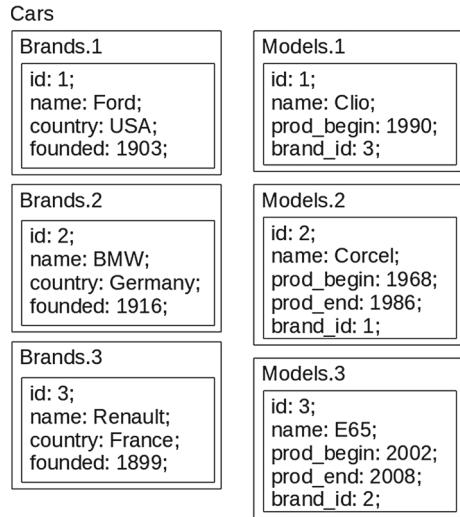 Cars
Brands.1
id: 1;
name: Ford;
country: USA;
founded: 1903;
Brands.2
id: 2;
name: BMW;
country: Germany;
founded: 1916;
Brands.3
id: 3;
name: Renault;
country: France;
founded: 1899;
Models.1
id: 1;
name: Clio;
prod_begin: 1990;
brand_id: 3;
Models.2
id: 2;
name: Corcel;
prod_begin: 1968;
prod_end: 1986;
brand_id: 1;
Models.3
id: 3;
name: E65;
prod_begin: 2002;
prod_end: 2008;
brand_id: 2;